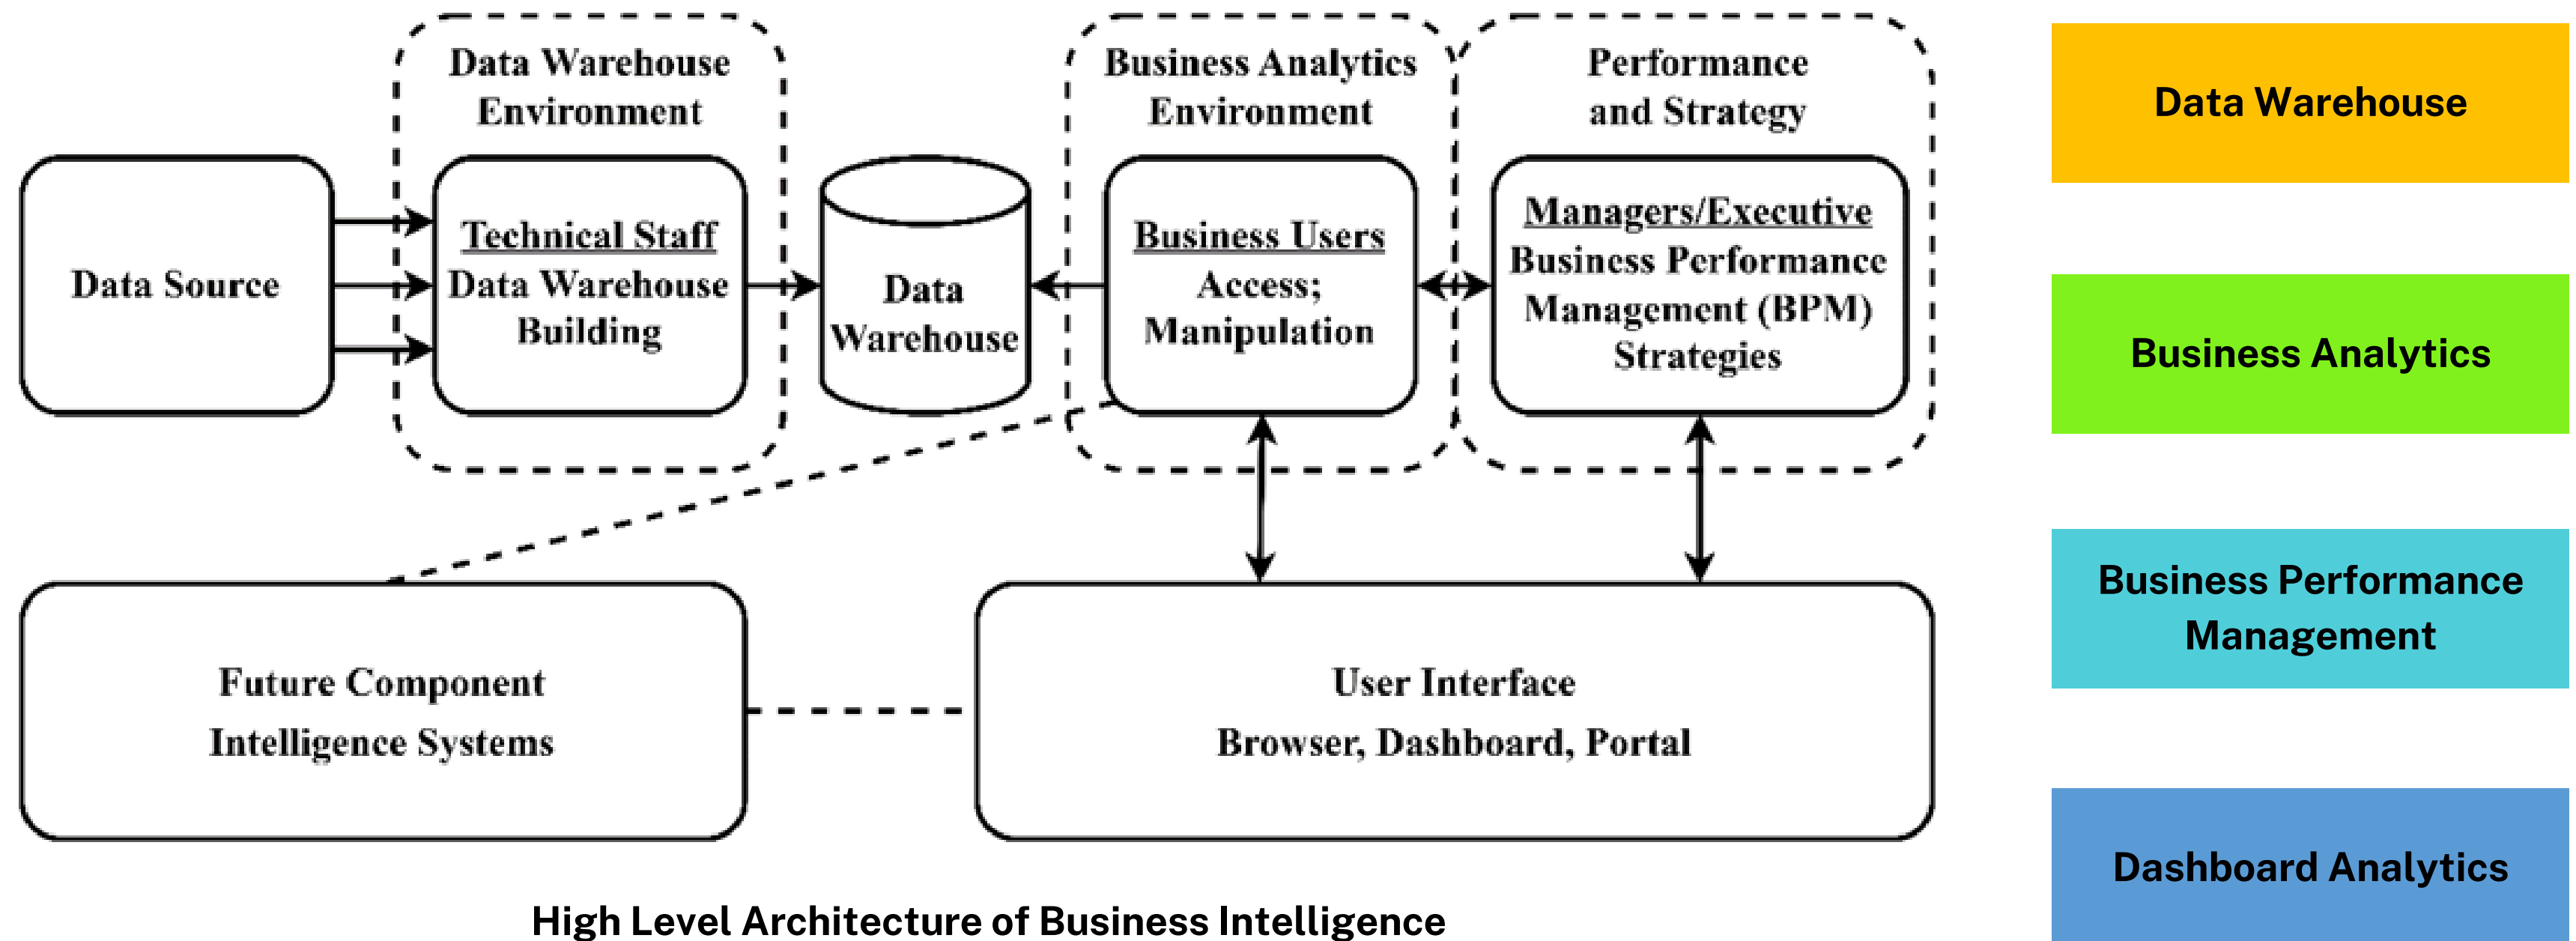 Data Warehouse
Environment
Business Analytics
Environment
Performance
and Strategy
Data Source
Technical Staff
Data Warehouse
Building
Data
Warehouse
Business Users
Access;
Manipulation
Managers/Executive
Business Performance
Management (BPM)
Strategies
Future Component
Intelligence Systems
User Interface
Browser, Dashboard, Portal
High Level Architecture of Business Intelligence
Data Warehouse
Business Analytics
Business Performance
Management
Dashboard Analytics